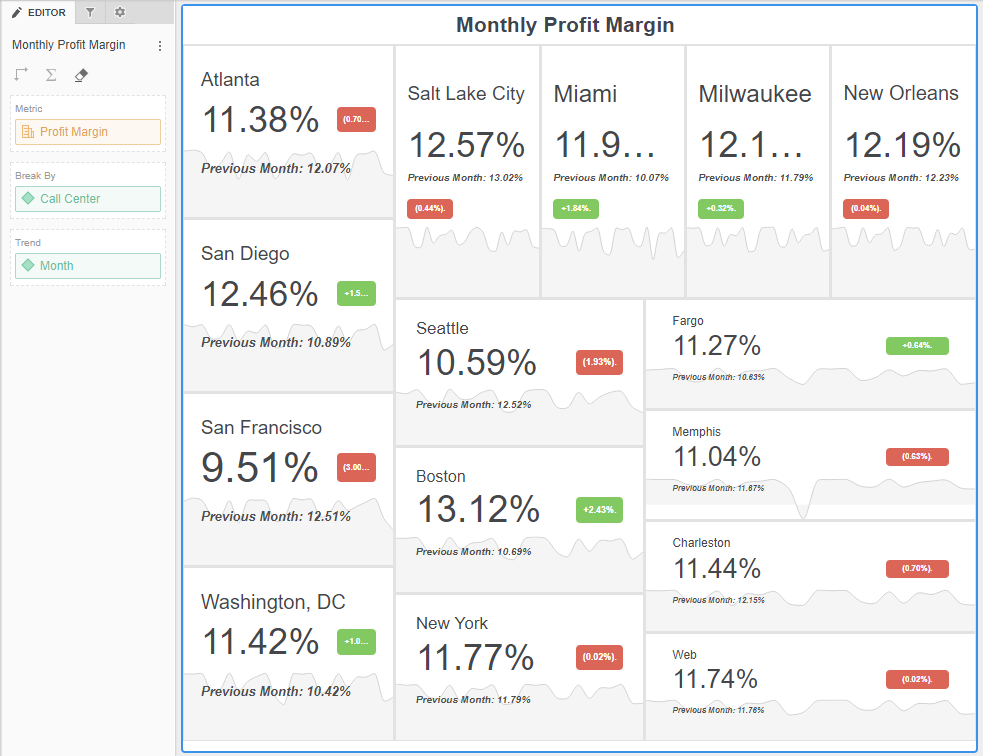 EDITOR
Monthly Profit Margin
Metric
Profit Margin
Break By
Call Center
Trend
Month
Monthly Profit Margin
Atlanta
11.38%
(0.70...
Previous Month: 12.07%
San Diego
12.46%
+1.5...
Previous Month: 10.89%
San Francisco
9.51%
(3.00...
Previous Month: 12.51%
Washington, DC
11.42%
+1.0...
Previous Month: 10.42%
Salt Lake City
12.57%
Previous Month: 13.02%
(0.44%).
Miami
11.9...
Previous Month: 10.07%
+1.84%.
Milwaukee
12.1...
Previous Month: 11.79%
+0.32%.
New Orleans
12.19%
Previous Month: 12.23%
(0.04%).
Seattle
10.59%
(1.93%).
Previous Month: 12.52%
Boston
13.12%
+2.43%.
Previous Month: 10.69%
New York
11.77%
(0.02%).
Previous Month: 11.79%
Fargo
11.27%
+0.64%.
Previous Month: 10.63%
Memphis
11.04%
(0.63%).
Previous Month: 11.67%
Charleston
11.44%
(0.70%).
Previous Month: 12.15%
Web
11.74%
(0.02%).
Previous Month: 11.76%